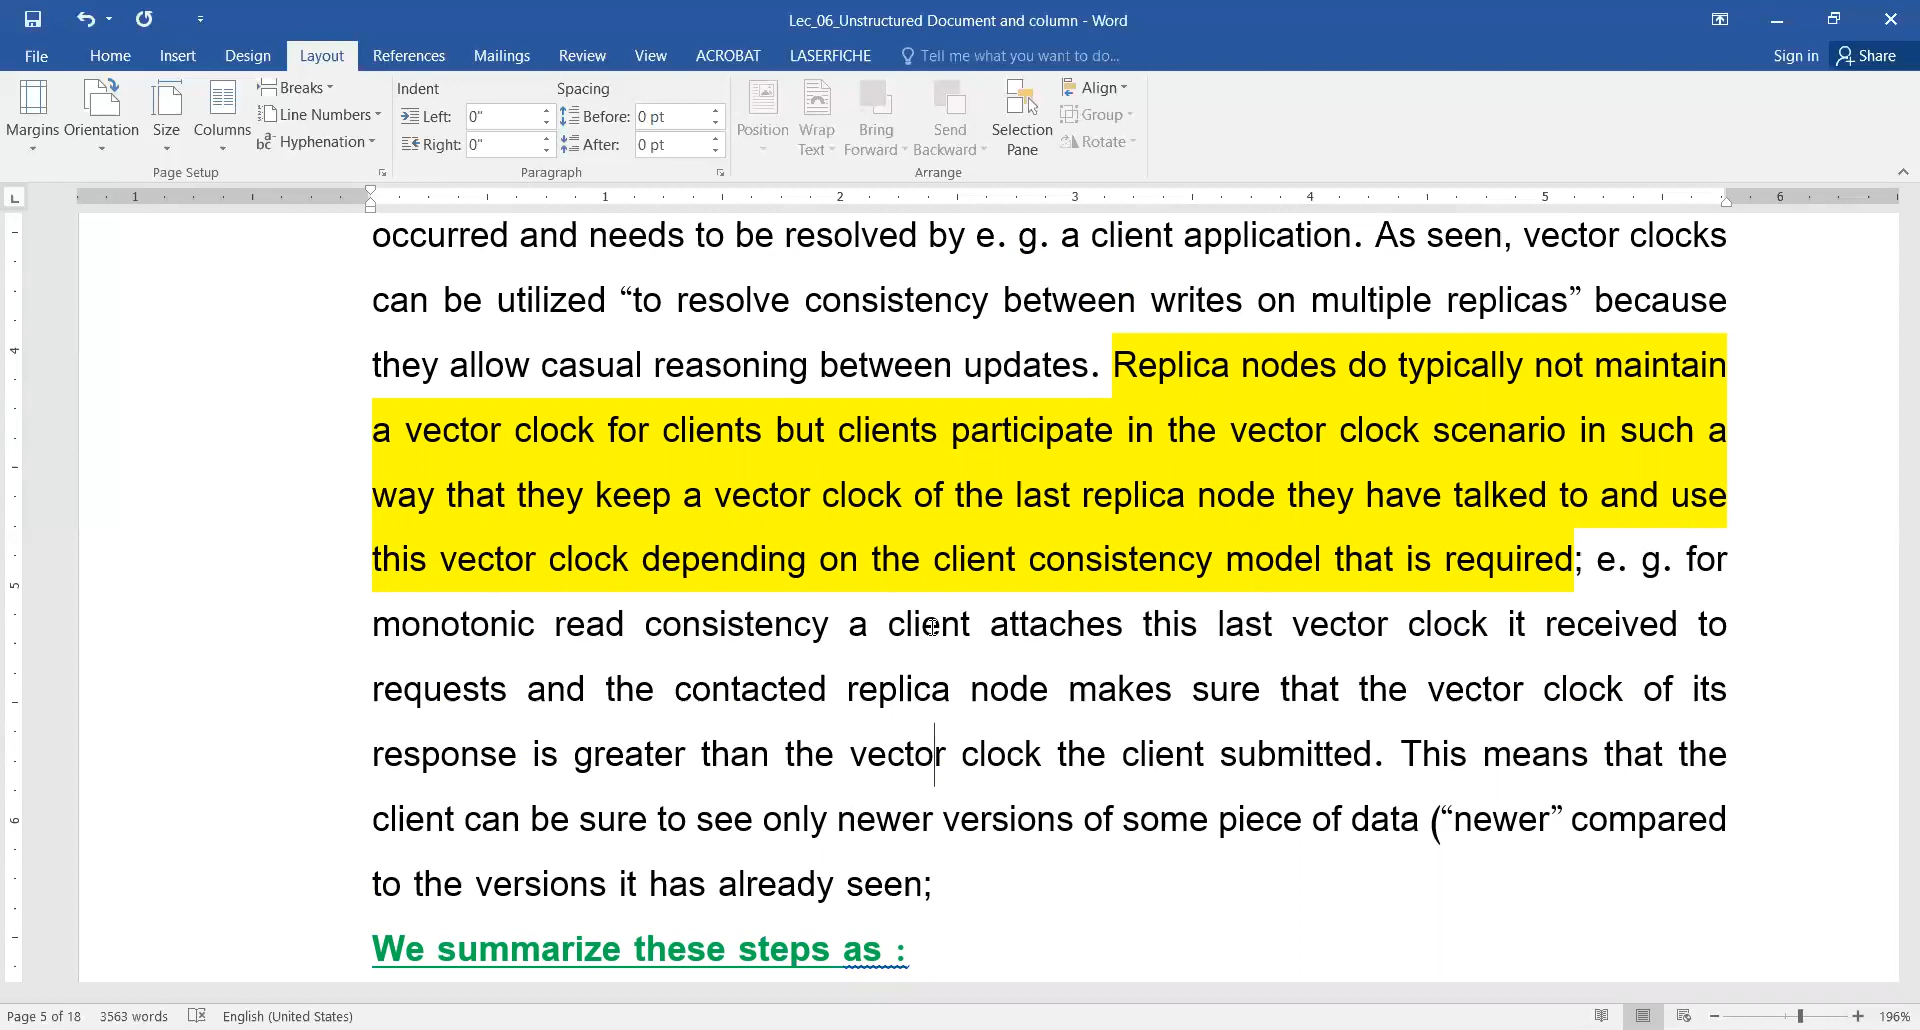 Lec_06_Unstructured Document and column - Word
File Home Insert Design Layout References Mailings Review View ACROBAT LASERFICHE Tell me what you want to do... Sign in Share
Margins Orientation Size Columns
Breaks
Line Numbers
Hyphenation
Page Setup
Indent Spacing
Left: 0" Before: 0 pt
Right: 0" After: 0 pt
Paragraph
Position Wrap Text Bring Forward Send Backward Selection Pane
Align
Group
Rotate
Arrange
L
1 1 2 3 4 5 6
occurred and needs to be resolved by e. g. a client application. As seen, vector clocks
can be utilized “to resolve consistency between writes on multiple replicas” because
they allow casual reasoning between updates. Replica nodes do typically not maintain
a vector clock for clients but clients participate in the vector clock scenario in such a
way that they keep a vector clock of the last replica node they have talked to and use
this vector clock depending on the client consistency model that is required; e. g. for
monotonic read consistency a client attaches this last vector clock it received to
requests and the contacted replica node makes sure that the vector clock of its
response is greater than the vector clock the client submitted. This means that the
client can be sure to see only newer versions of some piece of data (“newer” compared
to the versions it has already seen;
We summarize these steps as :
4
5
6
Page 5 of 18 3563 words English (United States) 196%